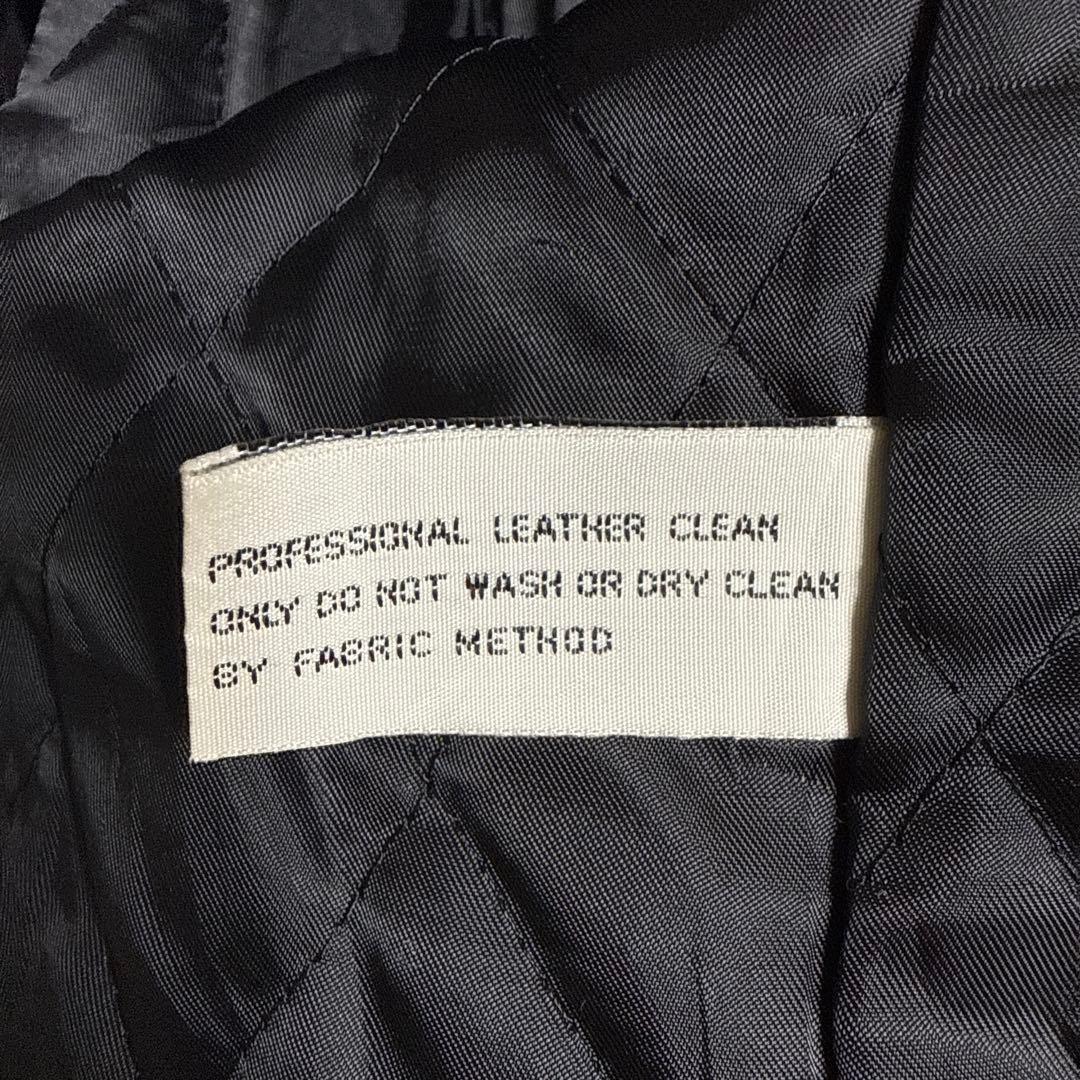 PROFESSIONAL LEATHER CLEAN
ONLY DO NOT WASH OR DRY CLEAN
BY FABRIC METHOD